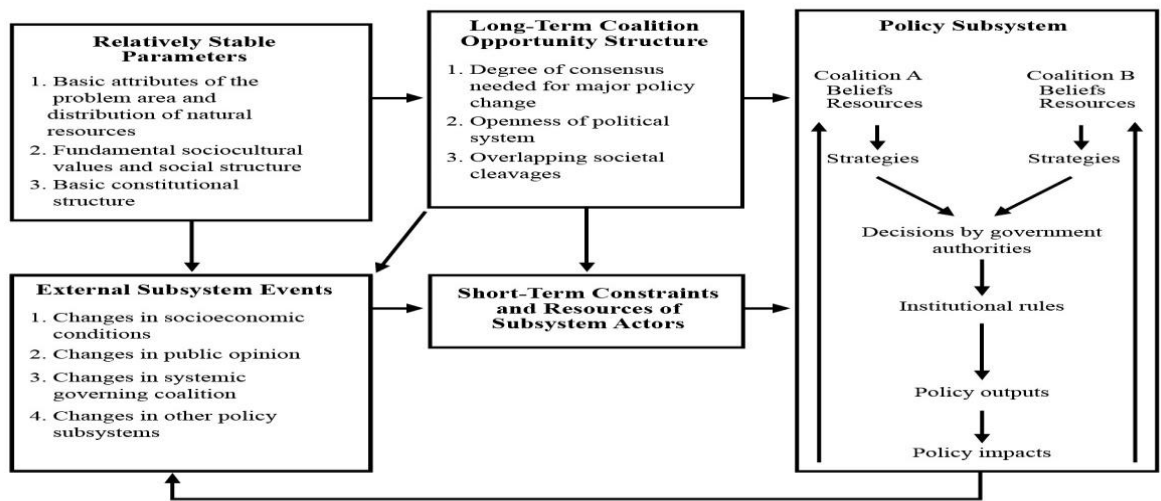 Relatively Stable
Parameters
1. Basic attributes of the
problem area and
distribution of natural
resources
2. Fundamental sociocultural
values and social structure
3. Basic constitutional
structure
Long-Term Coalition
Opportunity Structure
1. Degree of consensus
needed for major policy
change
2. Openness of political
system
3. Overlapping societal
cleavages
External Subsystem Events
1. Changes in socioeconomic
conditions
2. Changes in public opinion
3. Changes in systemic
governing coalition
4. Changes in other policy
subsystems
Short-Term Constraints
and Resources of
Subsystem Actors
Policy Subsystem
Coalition A
Beliefs
Resources
Coalition B
Beliefs
Resources
Strategies
Strategies
Decisions by government
authorities
Institutional rules
Policy outputs
Policy impacts